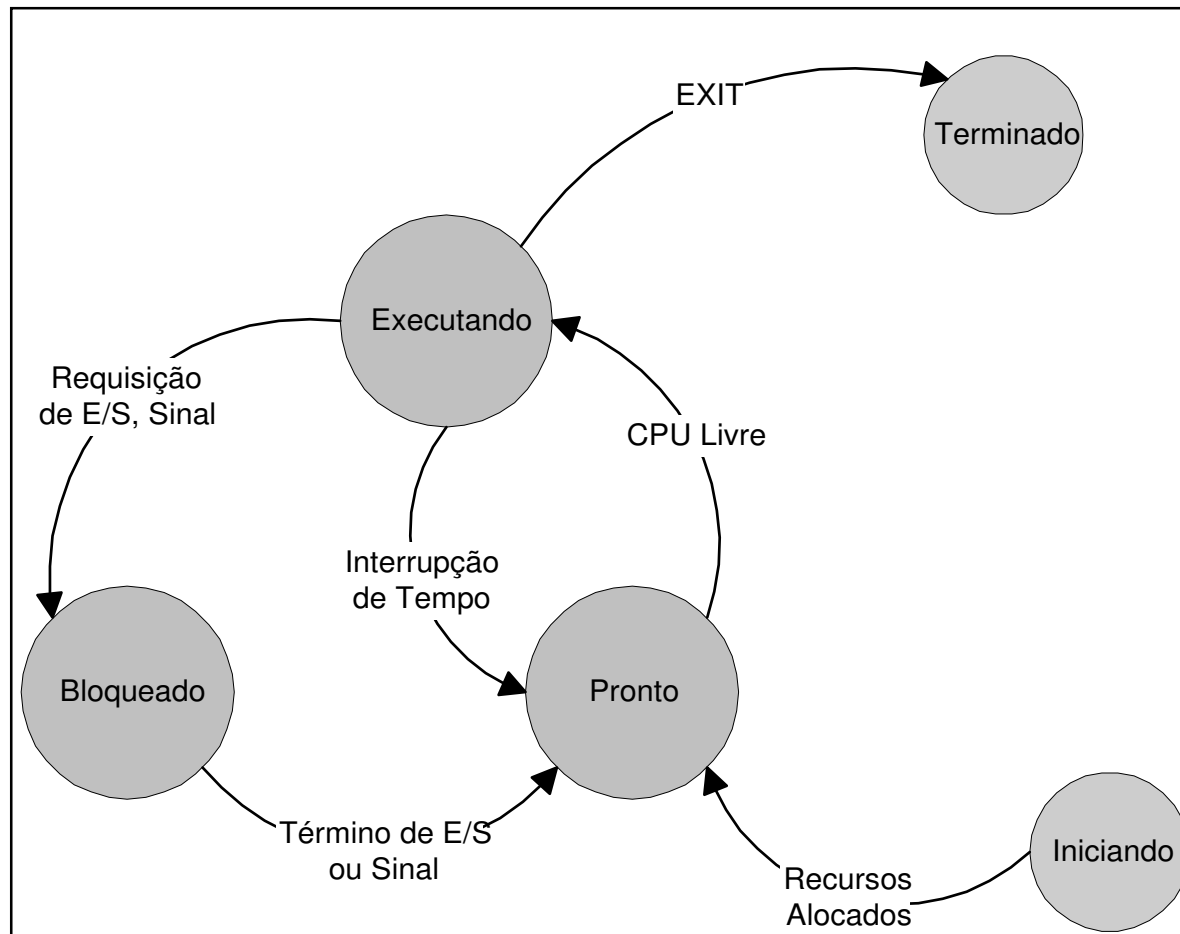 EXIT
Terminado
Executando
Requisição
de E/S, Sinal
CPU Livre
Interrupção
de Tempo
Bloqueado
Pronto
Término de E/S
ou Sinal
Iniciando
Recursos
Alocados